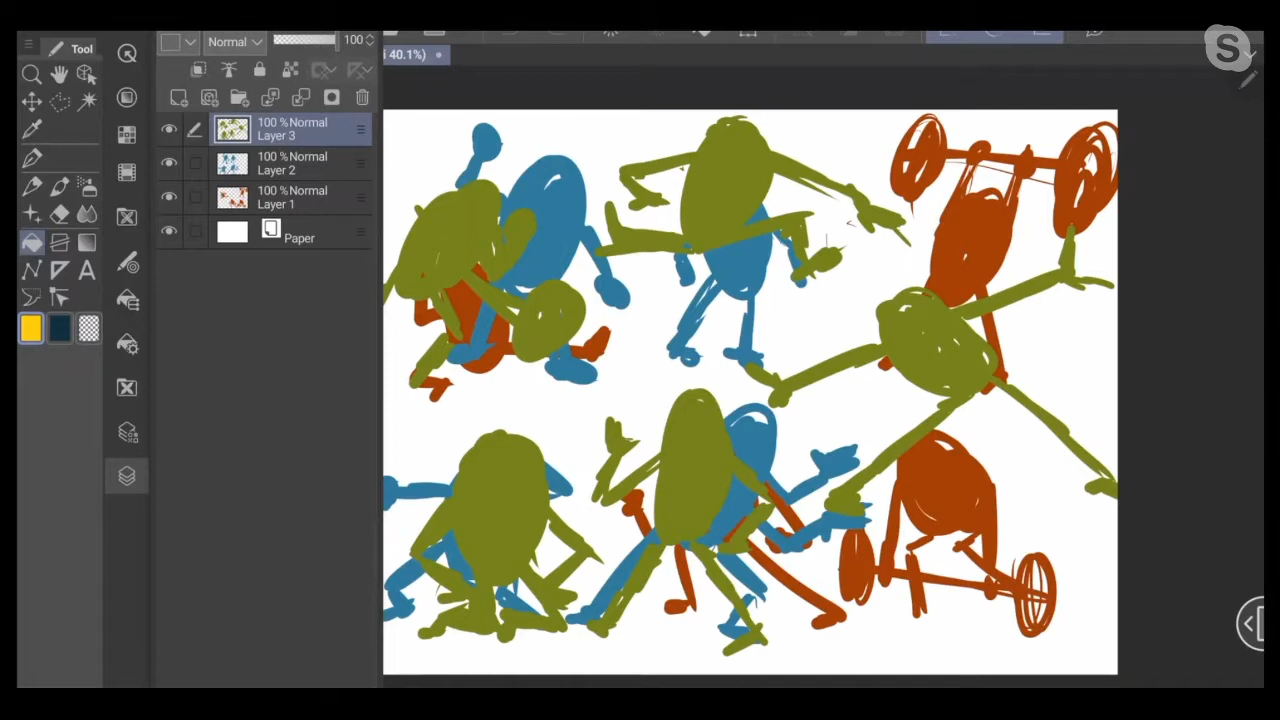 Tool
Normal
100
i 40.1%)
100 %Normal
Layer 3
100 %Normal
Layer 2
100 %Normal
Layer 1
Paper
A
S